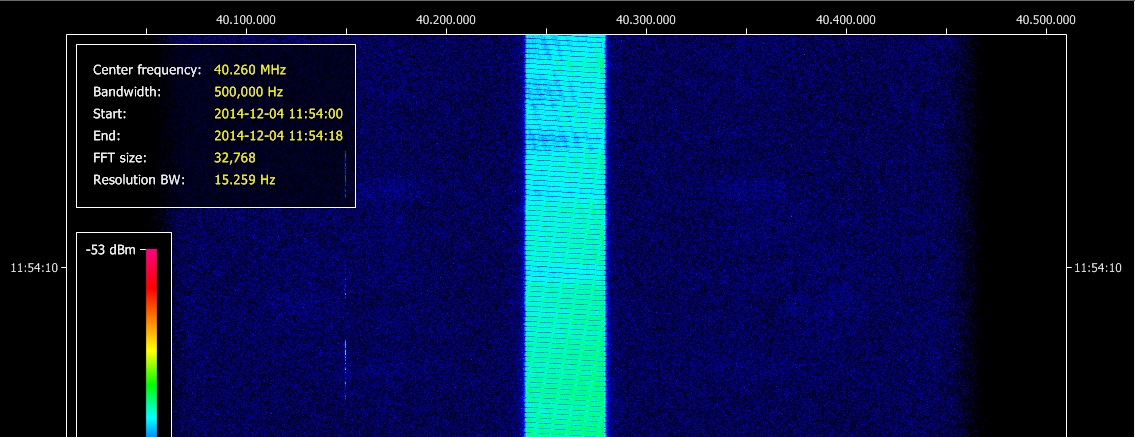 40.100.000 40.200.000 40.300.000 40.400.000 40.500.000
Center frequency: 40.260 MHz
Bandwidth: 500,000 Hz
Start: 2014-12-04 11:54:00
End: 2014-12-04 11:54:18
FFT size: 32,768
Resolution BW: 15.259 Hz
-53 dBm
11:54:10 11:54:10